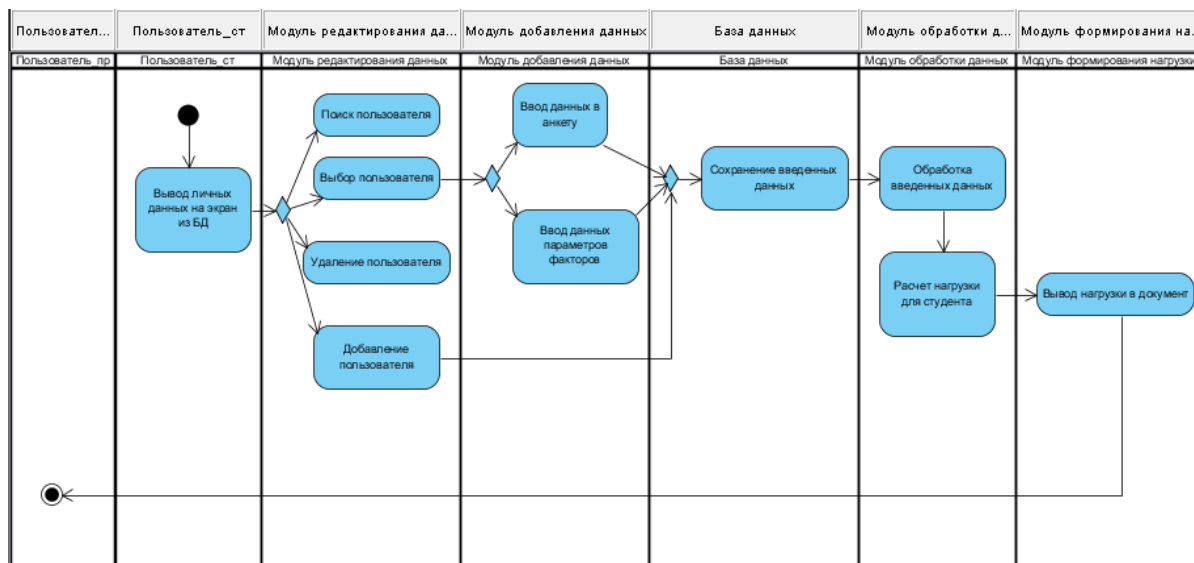 Пользовател...
Пользователь_ст
Модуль редактирования да...
Модуль добавления данных
База данных
Модуль обработки д...
Модуль формирования на...
Пользователь_пр
Пользователь_ст
Модуль редактирования данных
Модуль добавления данных
База данных
Модуль обработки данных
Модуль формирования нагрузки
Вывод личных
данных на экран
из БД
Поиск пользователя
Выбор пользователя
Удаление пользователя
Добавление
пользователя
Ввод данных в
анкету
Ввод данных
параметров
факторов
Сохранение введенных
данных
Обработка
введенных данных
Расчет нагрузки
для студента
Вывод нагрузки в документ